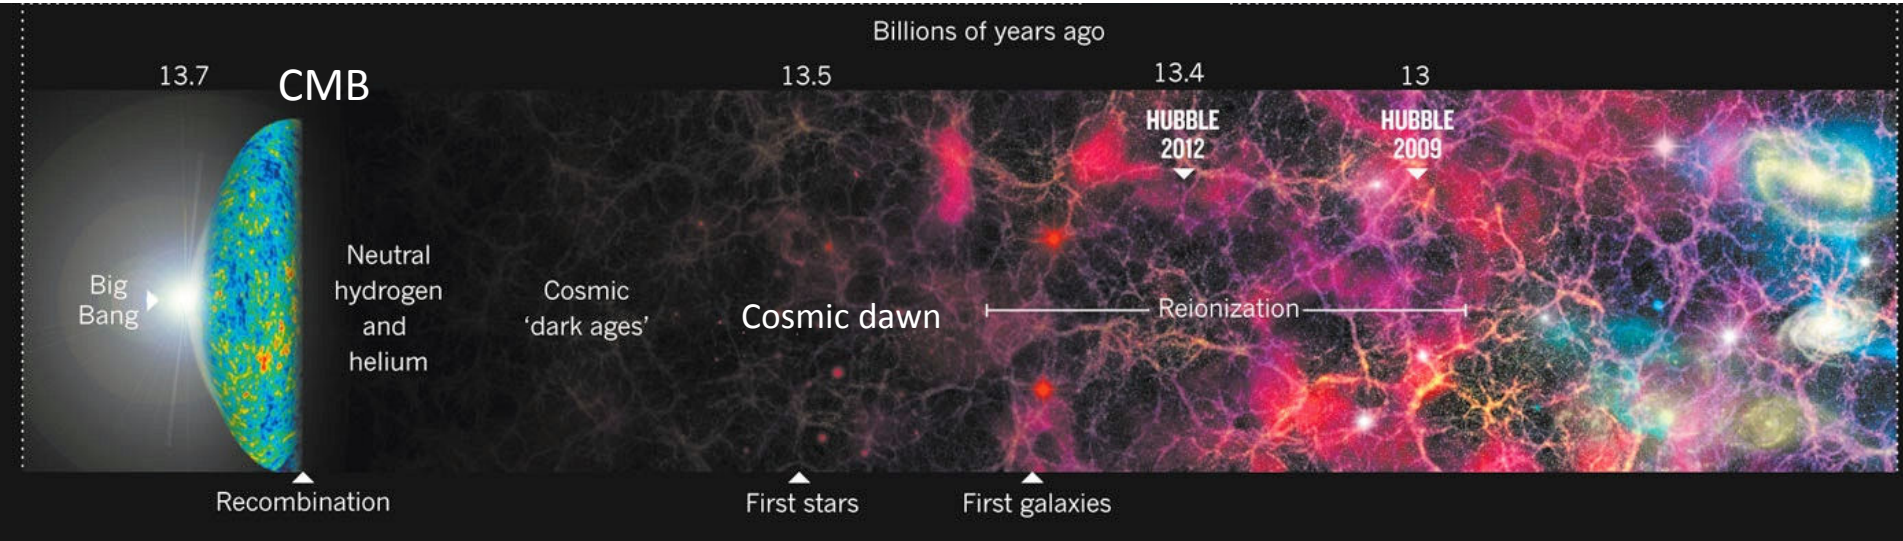 Billions of years ago
13.7
CMB
13.5
13.4
13
HUBBLE
2012
HUBBLE
2009
Big
Bang
Neutral
hydrogen
and
helium
Cosmic
‘dark ages’
Cosmic dawn
Reionization
Recombination
First stars
First galaxies